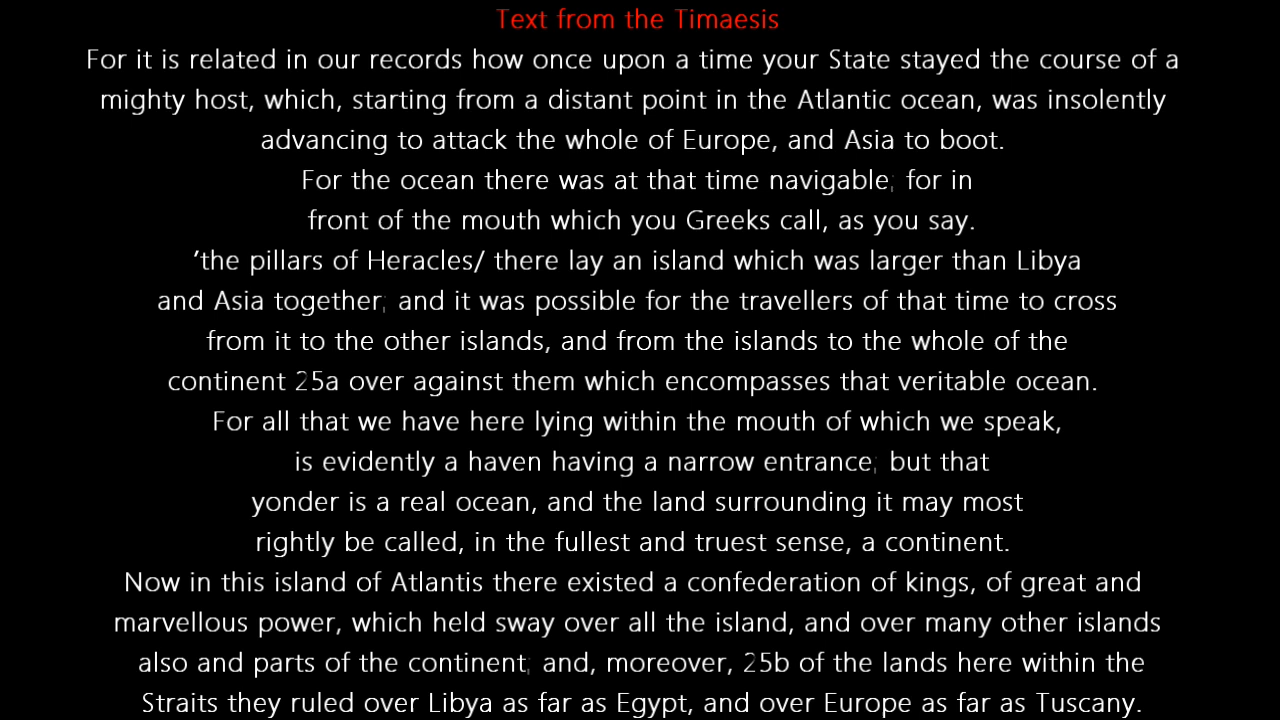 Text from the Timaesis
For it is related in our records how once upon a time your State stayed the course of a
mighty host, which, starting from a distant point in the Atlantic ocean, was insolently
advancing to attack the whole of Europe, and Asia to boot.
For the ocean there was at that time navigable; for in
front of the mouth which you Greeks call, as you say.
’the pillars of Heracles/ there lay an island which was larger than Libya
and Asia together; and it was possible for the travellers of that time to cross
from it to the other islands, and from the islands to the whole of the
continent 25a over against them which encompasses that veritable ocean.
For all that we have here lying within the mouth of which we speak,
is evidently a haven having a narrow entrance; but that
yonder is a real ocean, and the land surrounding it may most
rightly be called, in the fullest and truest sense, a continent.
Now in this island of Atlantis there existed a confederation of kings, of great and
marvellous power, which held sway over all the island, and over many other islands
also and parts of the continent; and, moreover, 25b of the lands here within the
Straits they ruled over Libya as far as Egypt, and over Europe as far as Tuscany.